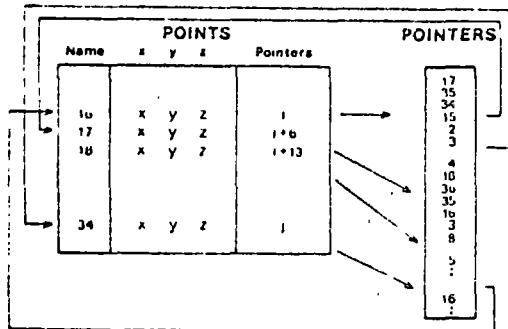 POINTS
POINTERS
Name x y z Pointers
16 x y z i
17 x y z i+6
18 x y z i+13
34 x y z j
17
35
34
15
2
3
4
18
36
35
16
3
8
5
:
16
: